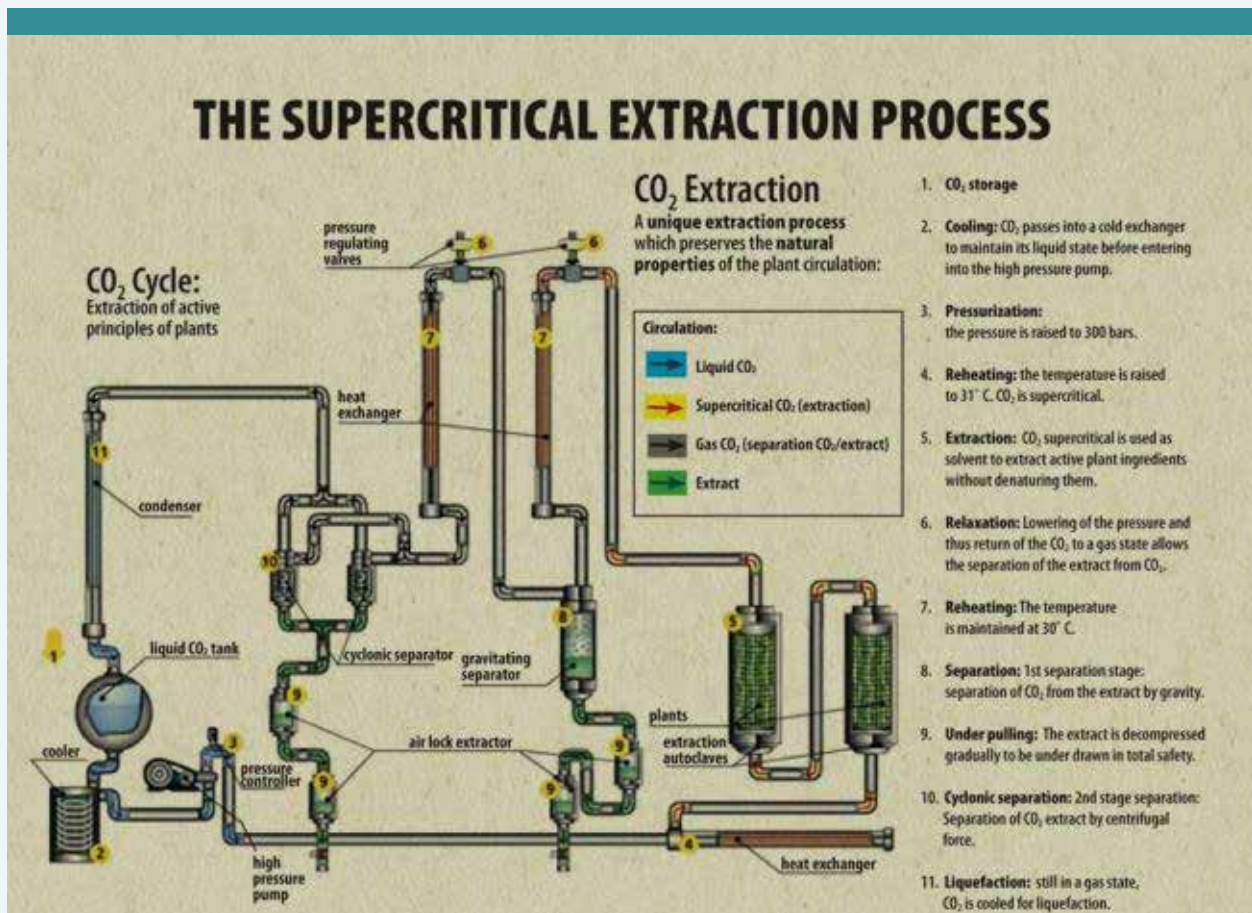 THE SUPERCRITICAL EXTRACTION PROCESS
CO₂ Cycle:
Extraction of active
principles of plants
pressure
regulating
valves
6
6
CO₂ Extraction
A unique extraction process
which preserves the natural
properties of the plant circulation:
Circulation:
Liquid CO₂
Supercritical CO₂ (extraction)
Gas CO₂ (separation CO₂/extract)
Extract
7
7
heat
exchanger
11
condenser
10
cyclonic separator
gravitating
separator
8
5
1
liquid CO₂ tank
9
air lock extractor
plants
extraction
autoclaves
cooler
3
pressure
controller
9
9
9
2
high
pressure
pump
4
heat exchanger
1. CO₂ storage
2. Cooling: CO₂ passes into a cold exchanger
to maintain its liquid state before entering
into the high pressure pump.
3. Pressurization:
the pressure is raised to 300 bars.
4. Reheating: the temperature is raised
to 31° C. CO₂ is supercritical.
5. Extraction: CO₂ supercritical is used as
solvent to extract active plant ingredients
without denaturing them.
6. Relaxation: Lowering of the pressure and
thus return of the CO₂ to a gas state allows
the separation of the extract from CO₂.
7. Reheating: The temperature
is maintained at 30° C.
8. Separation: 1st separation stage:
separation of CO₂ from the extract by gravity.
9. Under pulling: The extract is decompressed
gradually to be under drawn in total safety.
10. Cyclonic separation: 2nd stage separation:
Separation of CO₂ extract by centrifugal
force.
11. Liquefaction: still in a gas state,
CO₂ is cooled for liquefaction.